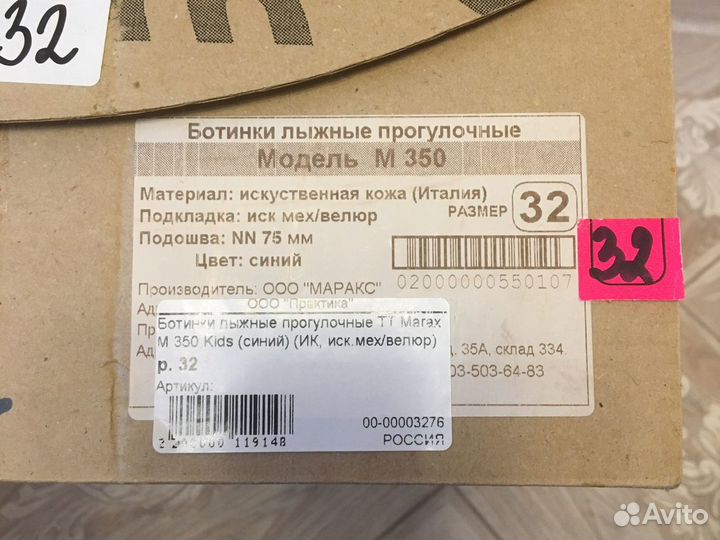 32
Ботинки лыжные прогулочные
Модель М 350
Материал: искуственная кожа (Италия)
Подкладка: иск мех/велюр
РАЗМЕР 32
Подошва: NN 75 мм
Цвет: синий
02000000550107
32
Производитель: ООО "МАРАКС"
ООО "Практика"
Ботинки лыжные прогулочные ТТ Marax
М 350 Kids (синий) (ИК, иск.мех/велюр)
р. 32
35А, склад 334.
03-503-64-83
Артикул:
00-00003276
119148
РОССИЯ
Avito